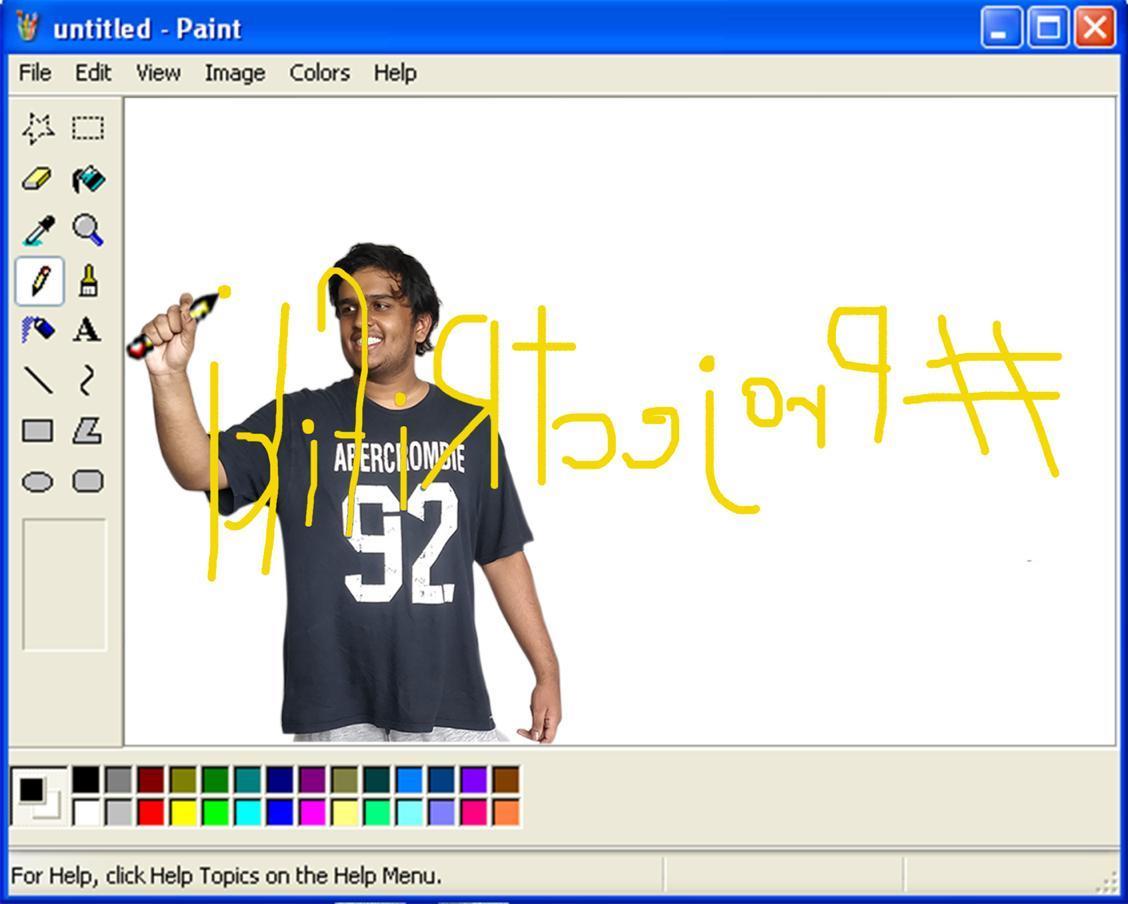 untitled - Paint
File Edit View Image Colors Help
#Project
ABERCROMBIE
92
For Help, click Help Topics on the Help Menu.